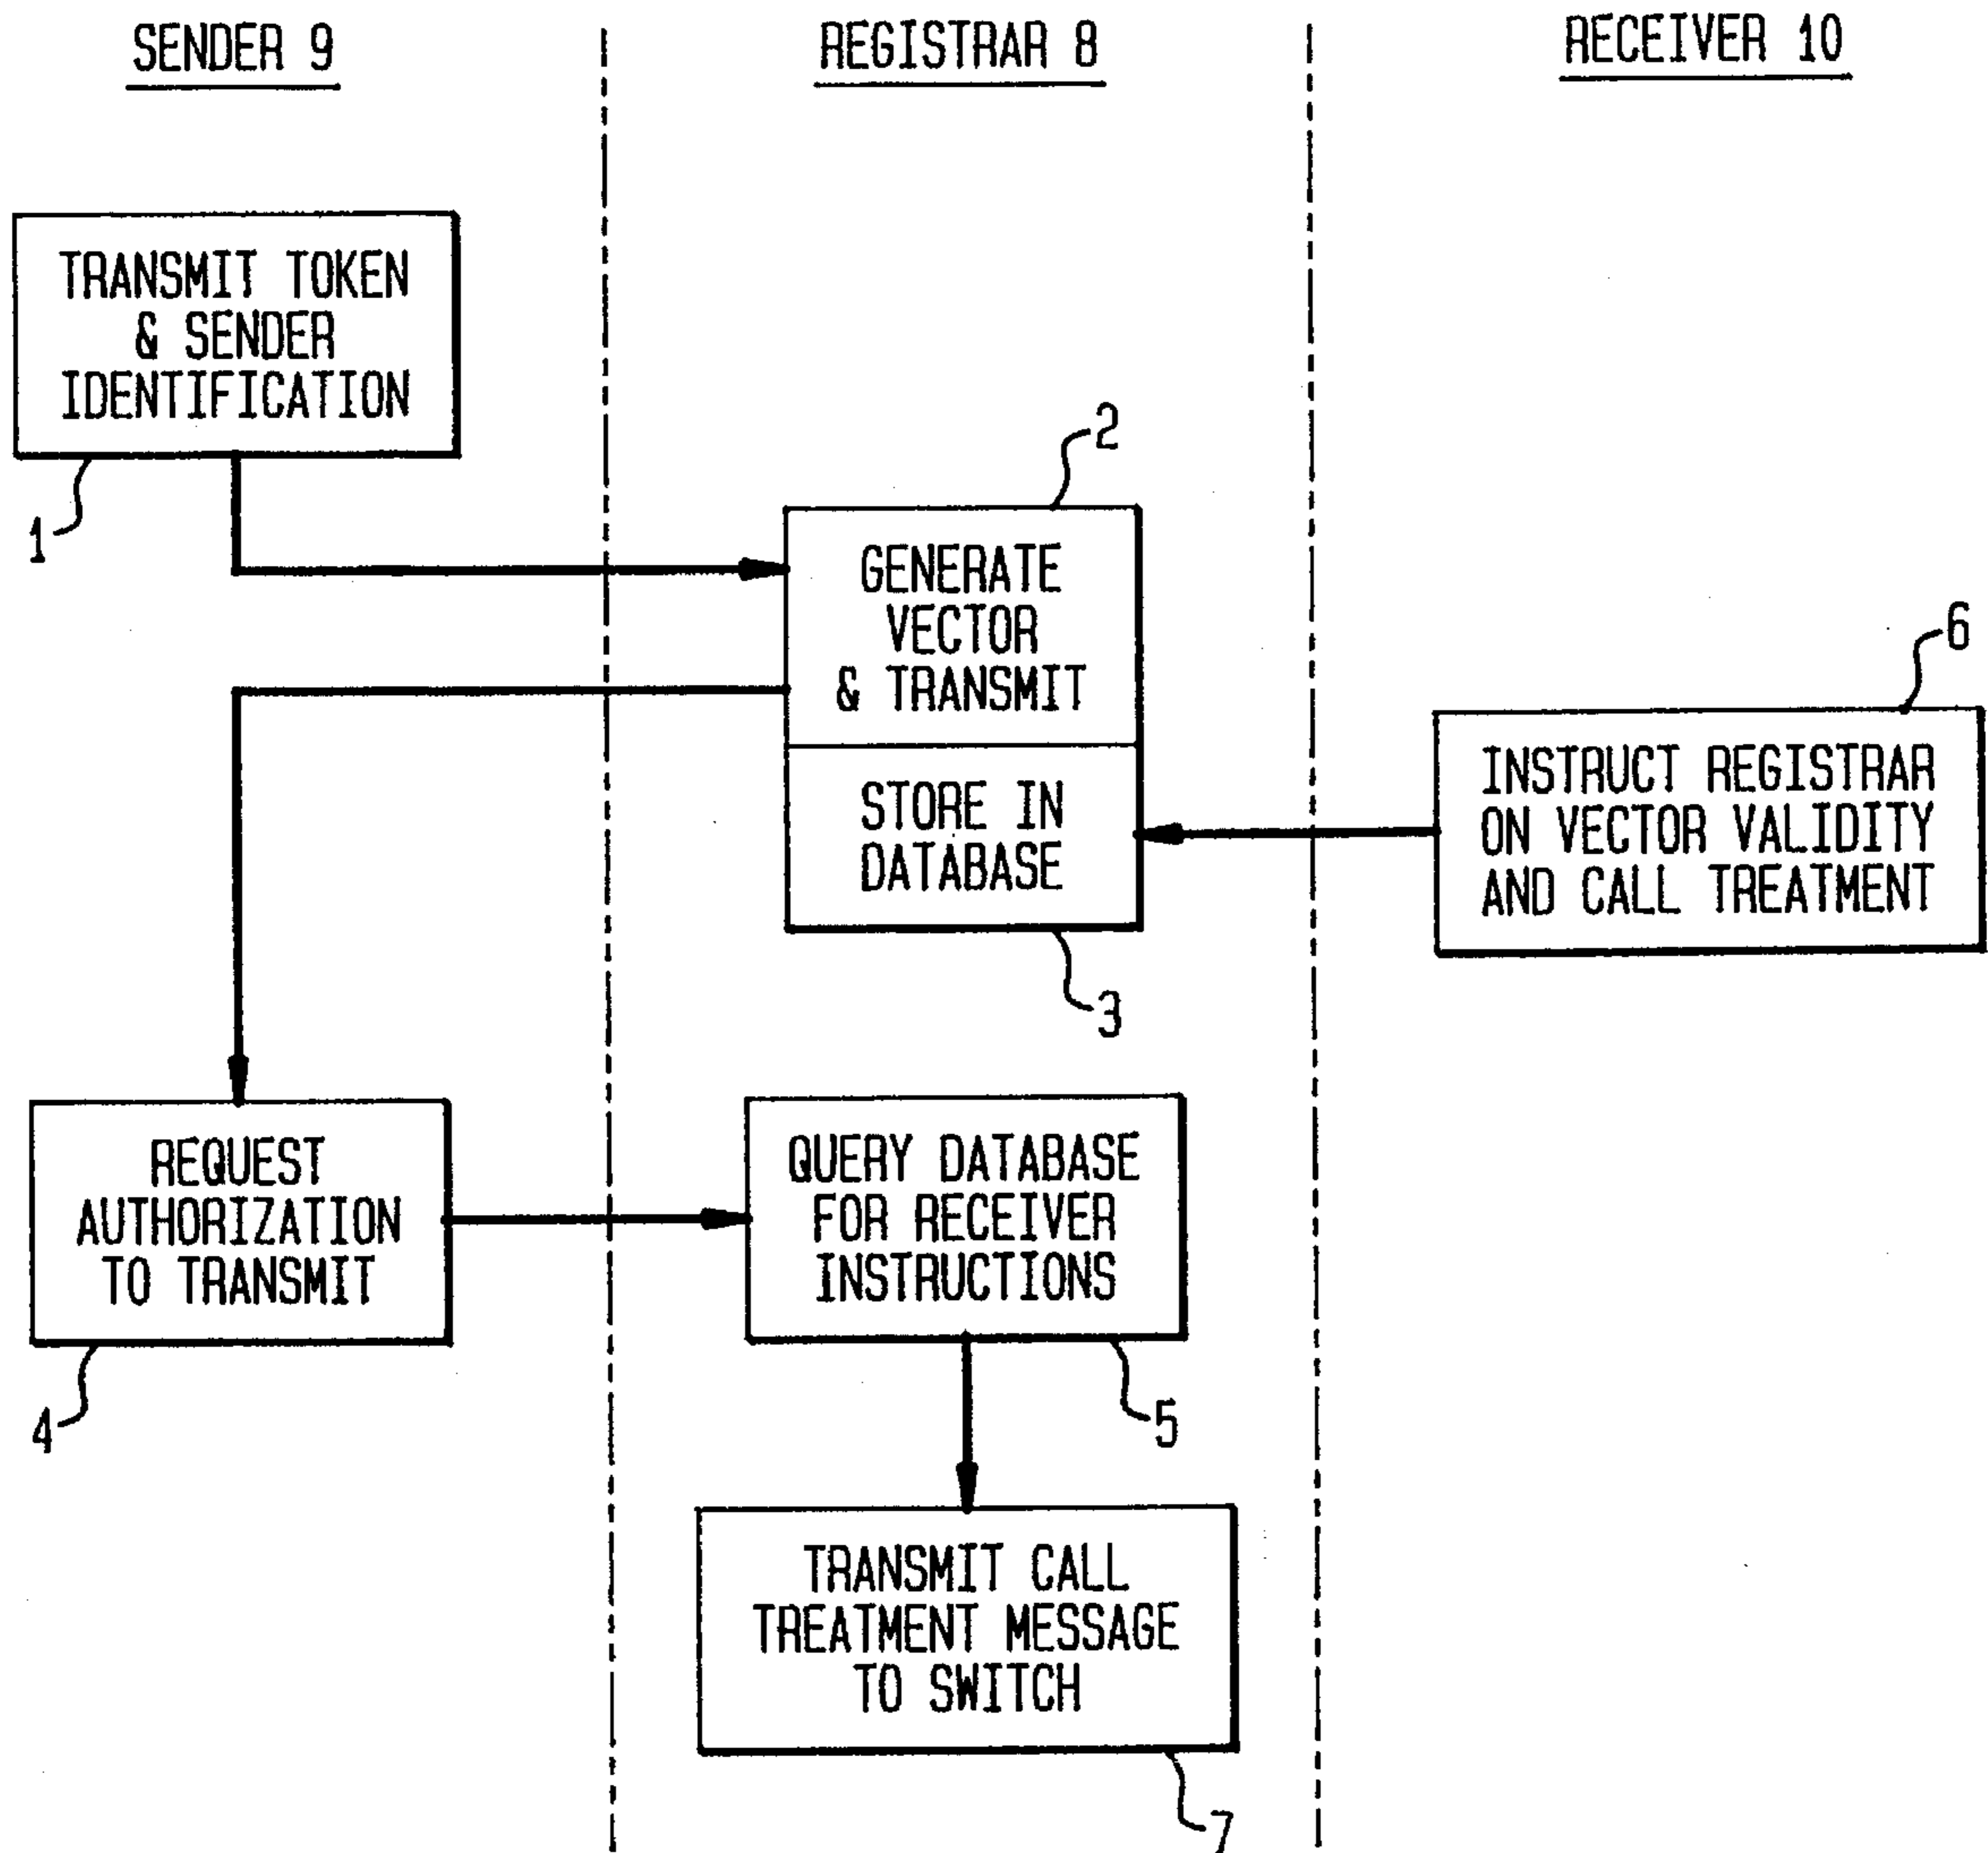 SENDER 9
REGISTRAR 8
RECEIVER 10
TRANSMIT TOKEN
& SENDER
IDENTIFICATION
1
2
GENERATE
VECTOR
& TRANSMIT
STORE IN
DATABASE
3
6
INSTRUCT REGISTRAR
ON VECTOR VALIDITY
AND CALL TREATMENT
REQUEST
AUTHORIZATION
TO TRANSMIT
4
QUERY DATABASE
FOR RECEIVER
INSTRUCTIONS
5
TRANSMIT CALL
TREATMENT MESSAGE
TO SWITCH
7